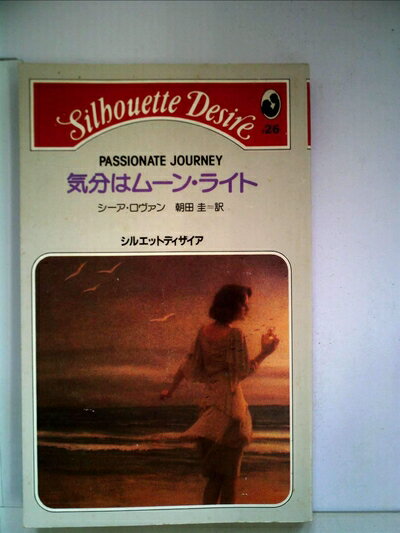 Silhouette Desire
26
PASSIONATE JOURNEY
気分はムーン・ライト
シーア・ロヴァン 朝田 圭=訳
シルエットディザイア